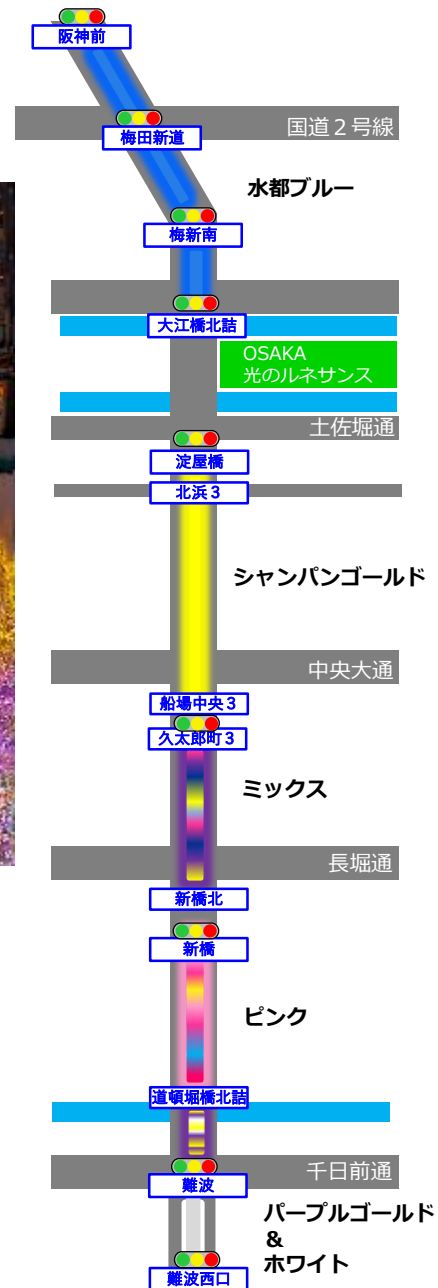 阪神前
国道２号線
梅田新道
水都ブルー
梅新南
大江橋北詰
OSAKA
光のルネサンス
土佐堀通
淀屋橋
北浜３
シャンパンゴールド
中央大通
船場中央３
久太郎町３
ミックス
長堀通
新橋北
新橋
ピンク
道頓堀橋北詰
千日前通
難波
パープルゴールド
&
ホワイト
難波西口